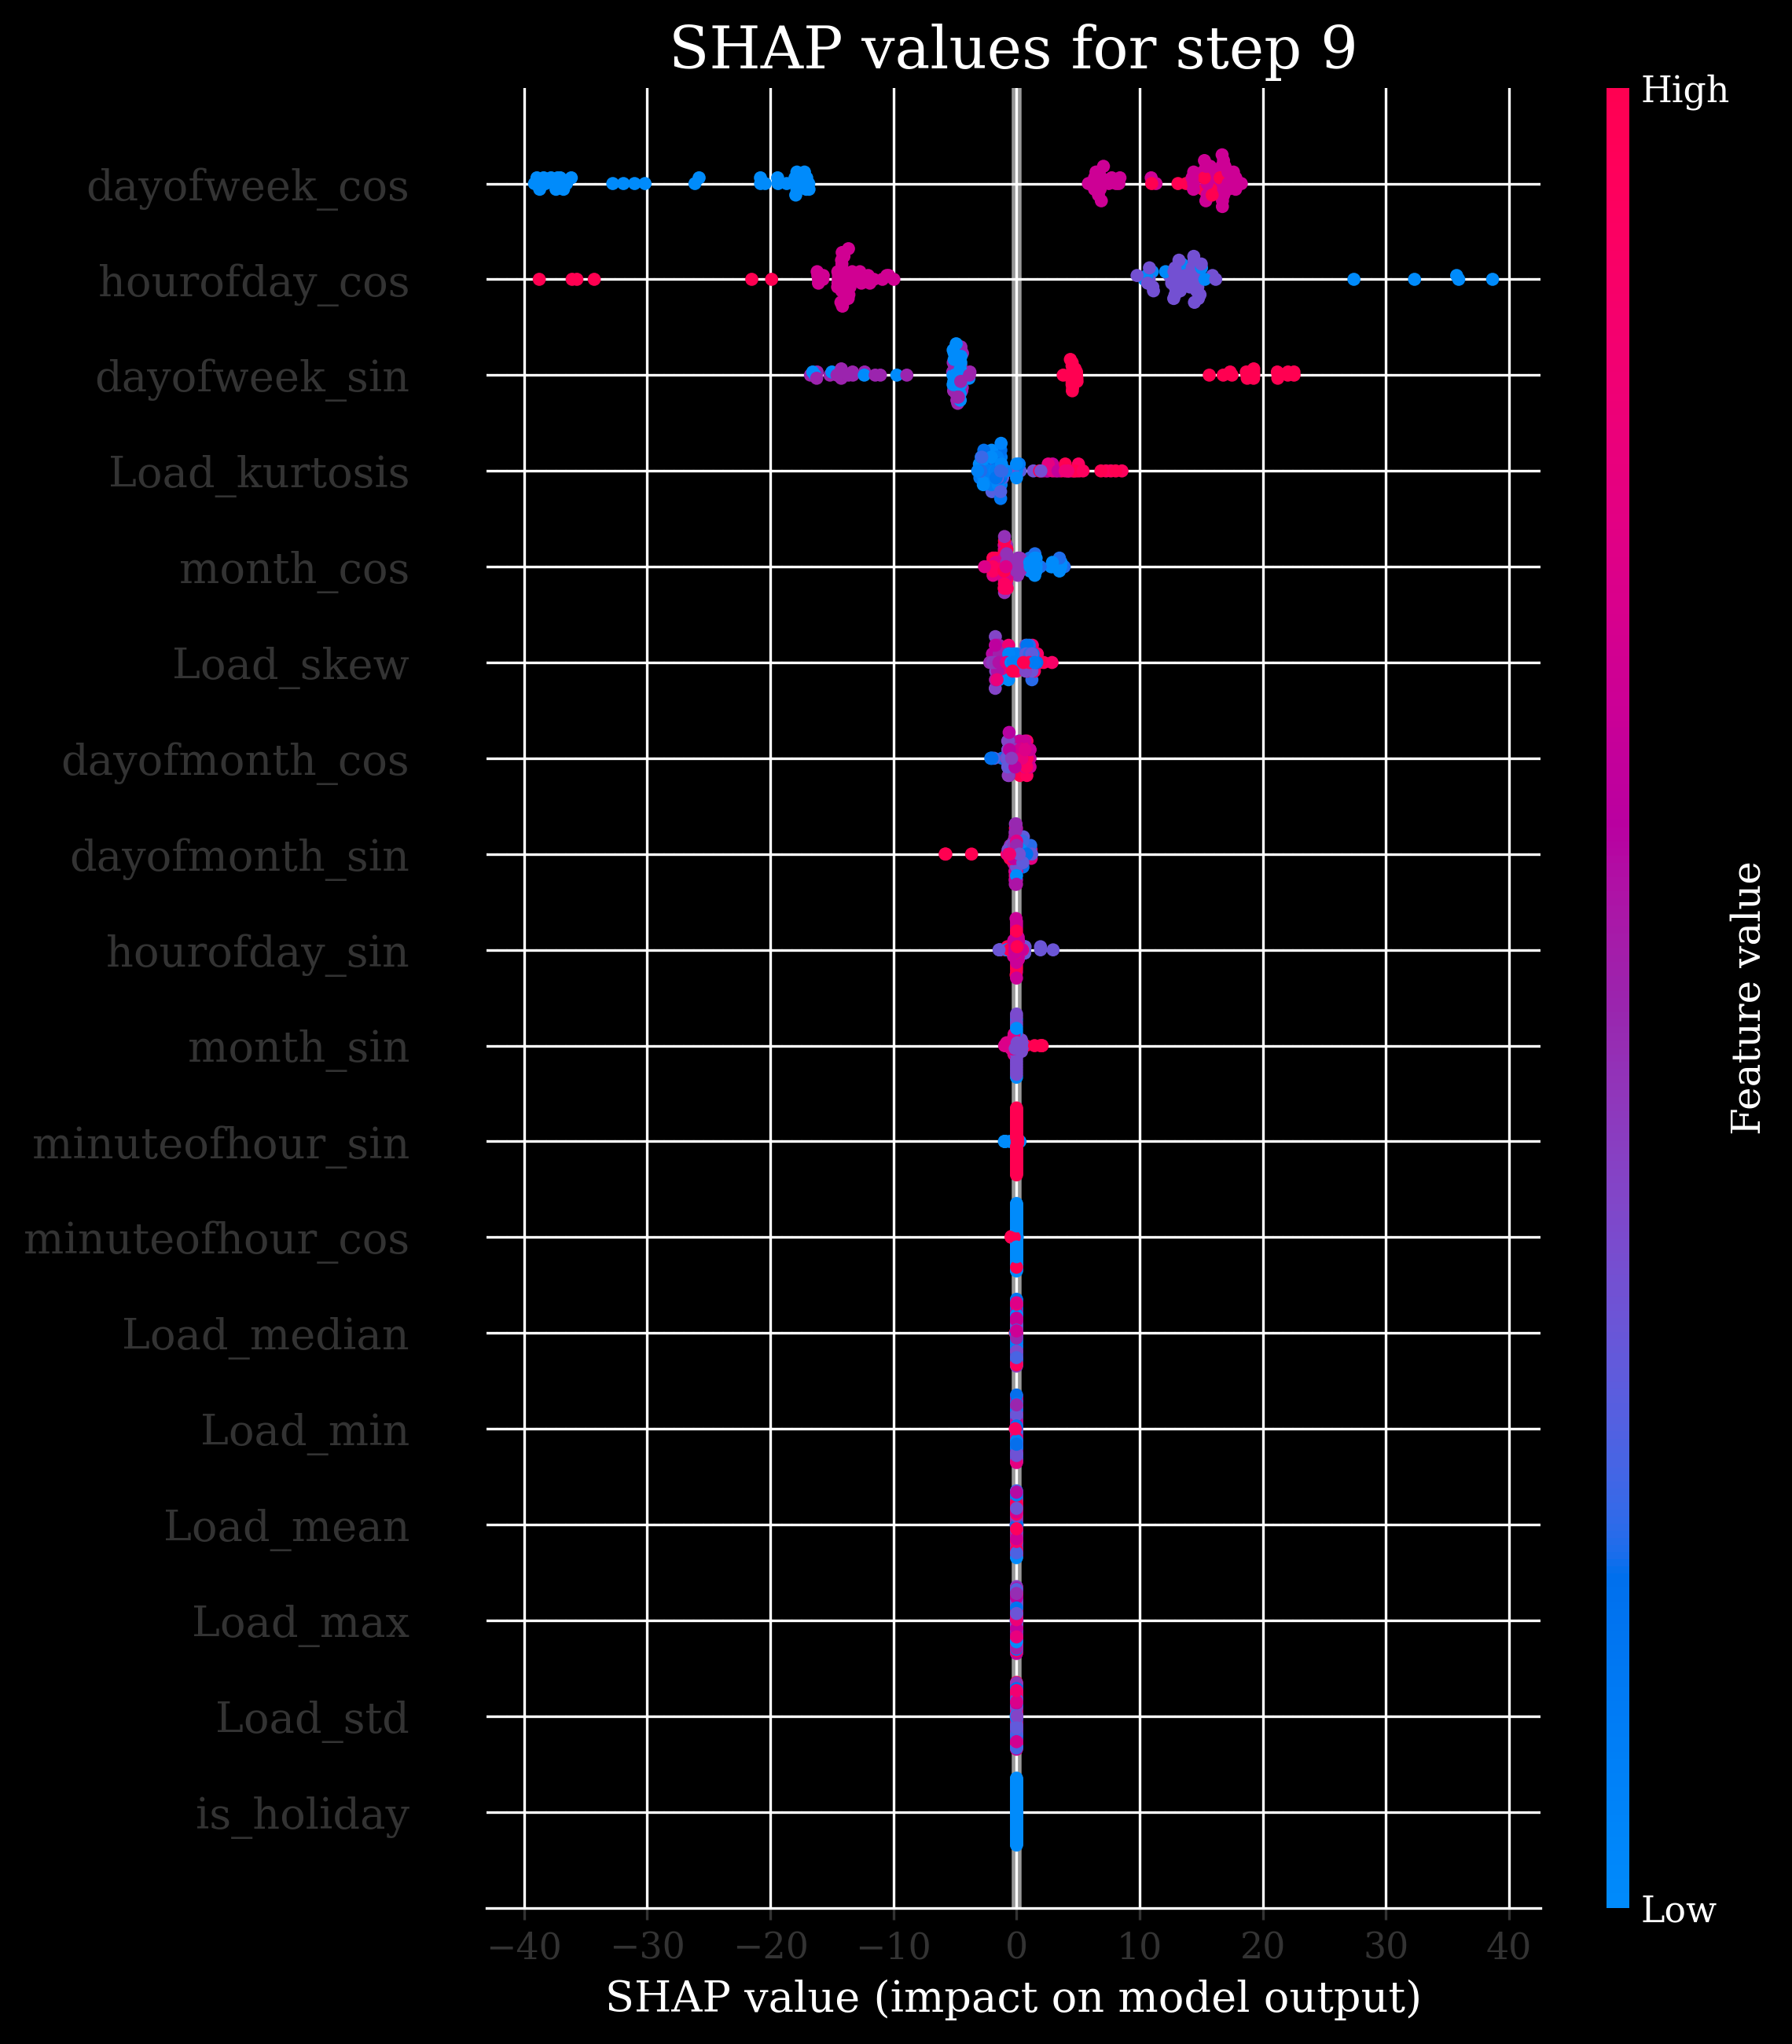 SHAP values for step 9
High
dayofweek_cos
hourofday_cos
dayofweek_sin
Load_kurtosis
month_cos
Load_skew
dayofmonth_cos
dayofmonth_sin
hourofday_sin
month_sin
minuteofhour_sin
minuteofhour_cos
Load_median
Load_min
Load_mean
Load_max
Load_std
is_holiday
Feature value
Low
−40 −30 −20 −10 0 10 20 30 40
SHAP value (impact on model output)